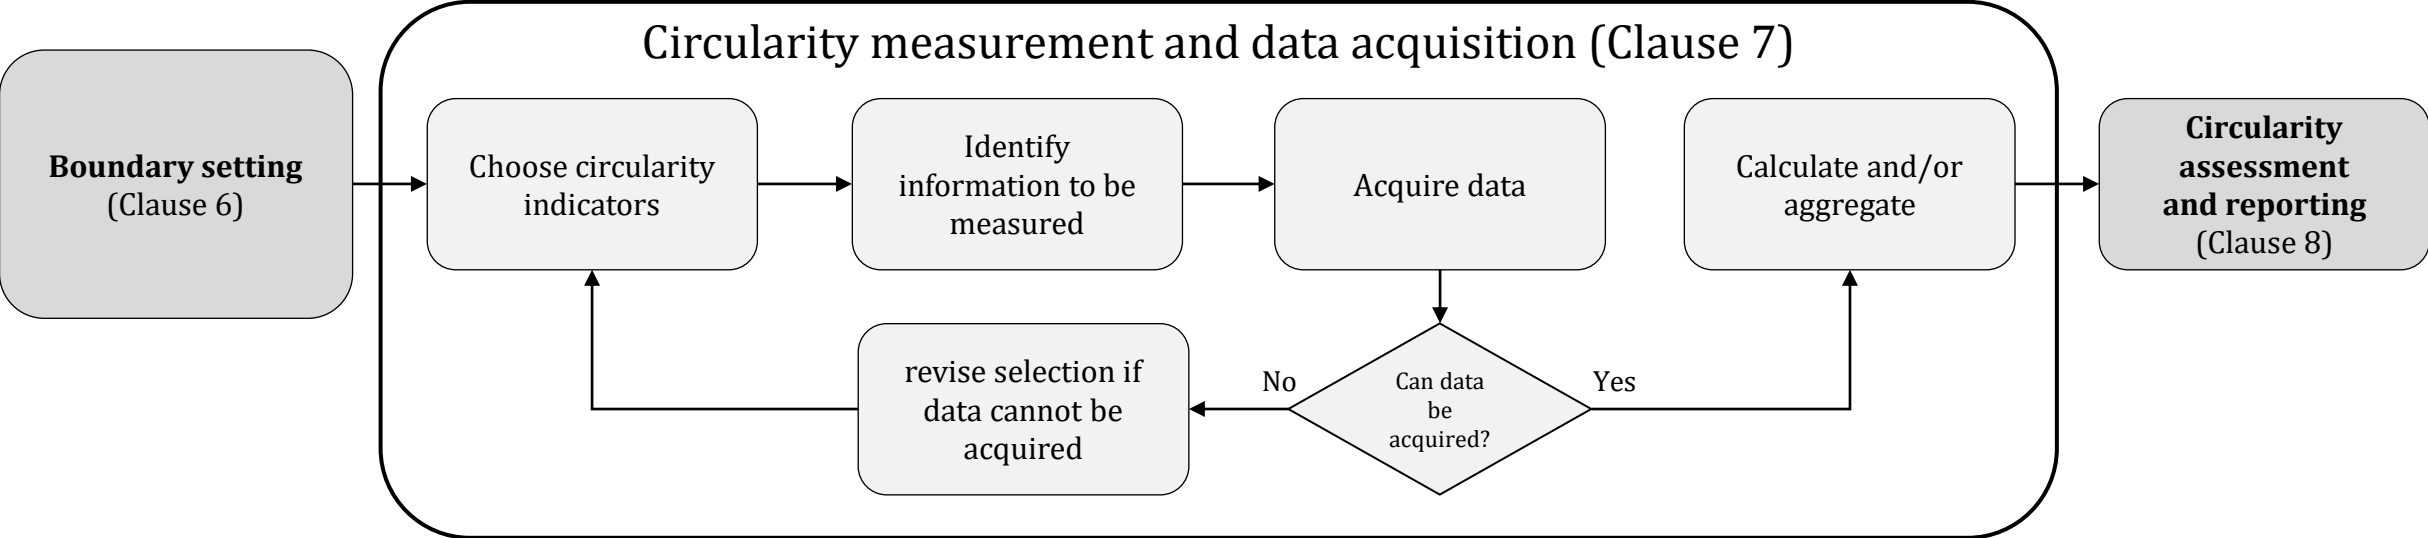 Circularity measurement and data acquisition (Clause 7)
Boundary setting
(Clause 6)
Choose circularity
indicators
Identify
information to be
measured
Acquire data
Calculate and/or
aggregate
Circularity
assessment
and reporting
(Clause 8)
revise selection if
data cannot be
acquired
No
Can data
be
acquired?
Yes